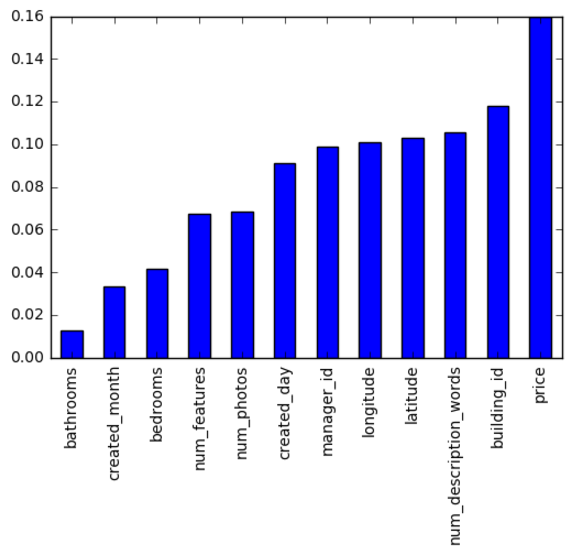 0.16
0.14
0.12
0.10
0.08
0.06
0.04
0.02
0.00
bathrooms
created_month
bedrooms
num_features
num_photos
created_day
manager_id
longitude
latitude
num_description_words
building_id
price